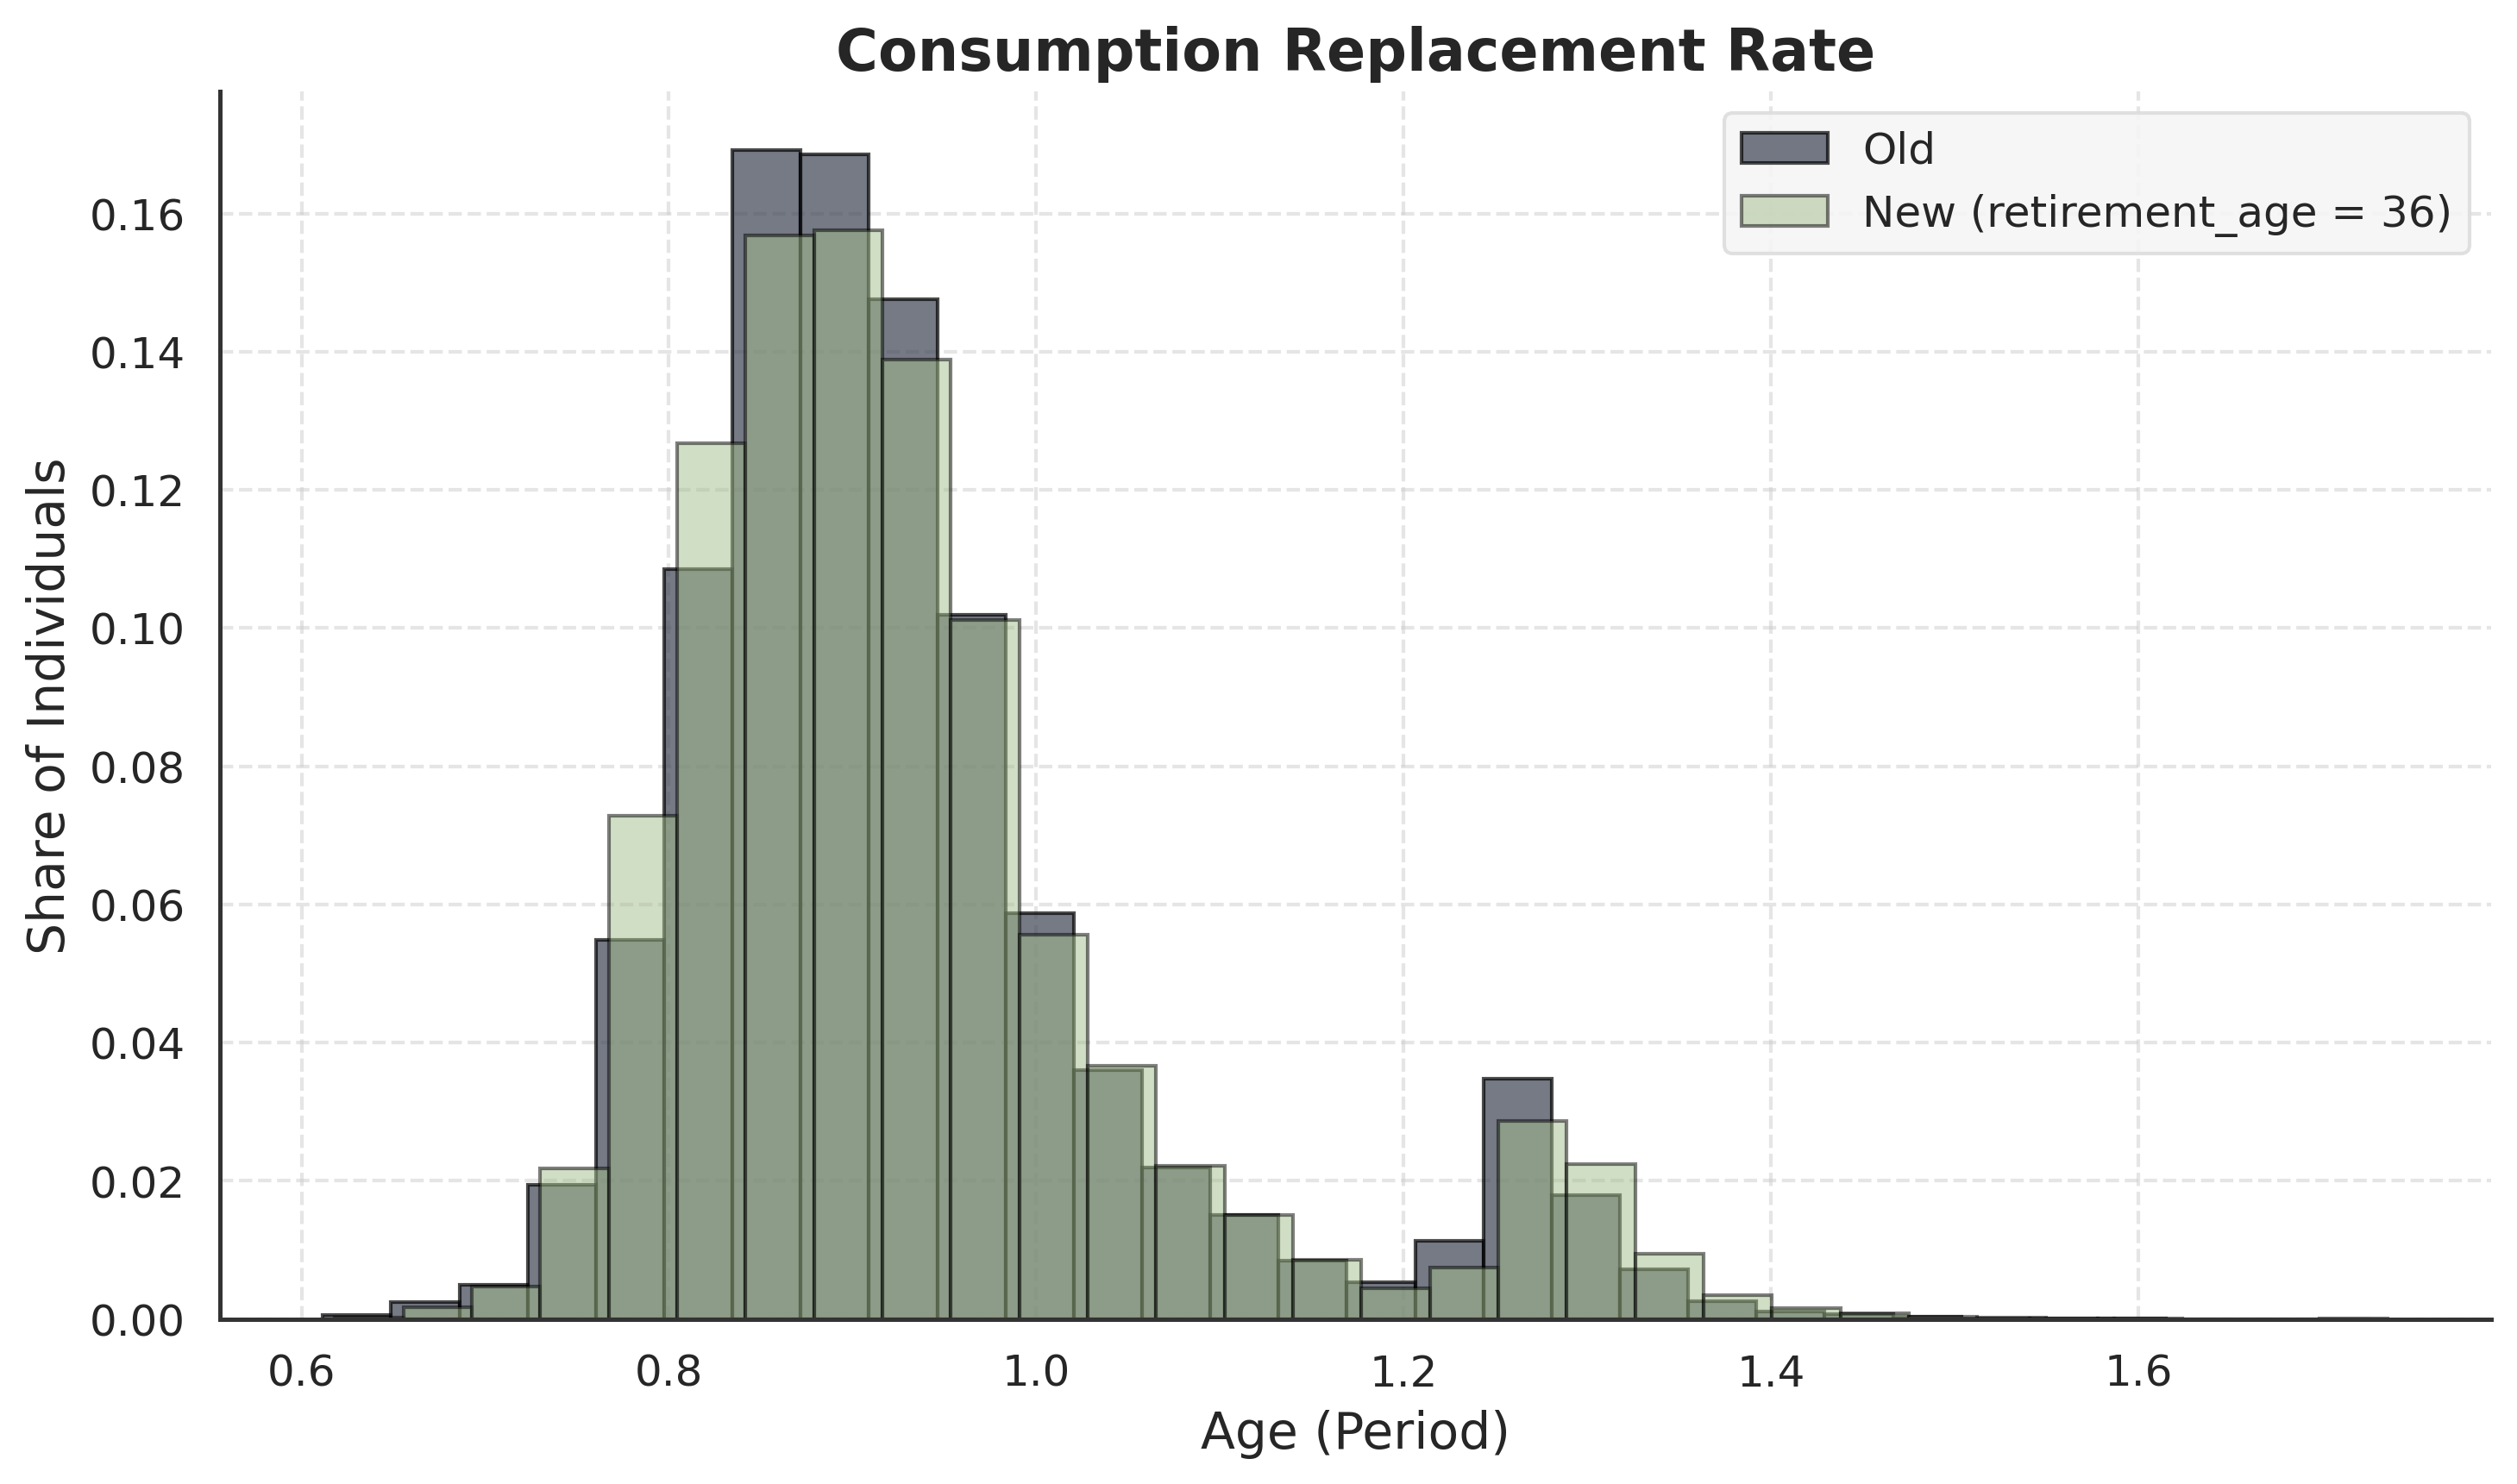 Consumption Replacement Rate
Old
New (retirement_age = 36)
Share of Individuals
0.16
0.14
0.12
0.10
0.08
0.06
0.04
0.02
0.00
0.6 0.8 1.0 1.2 1.4 1.6
Age (Period)